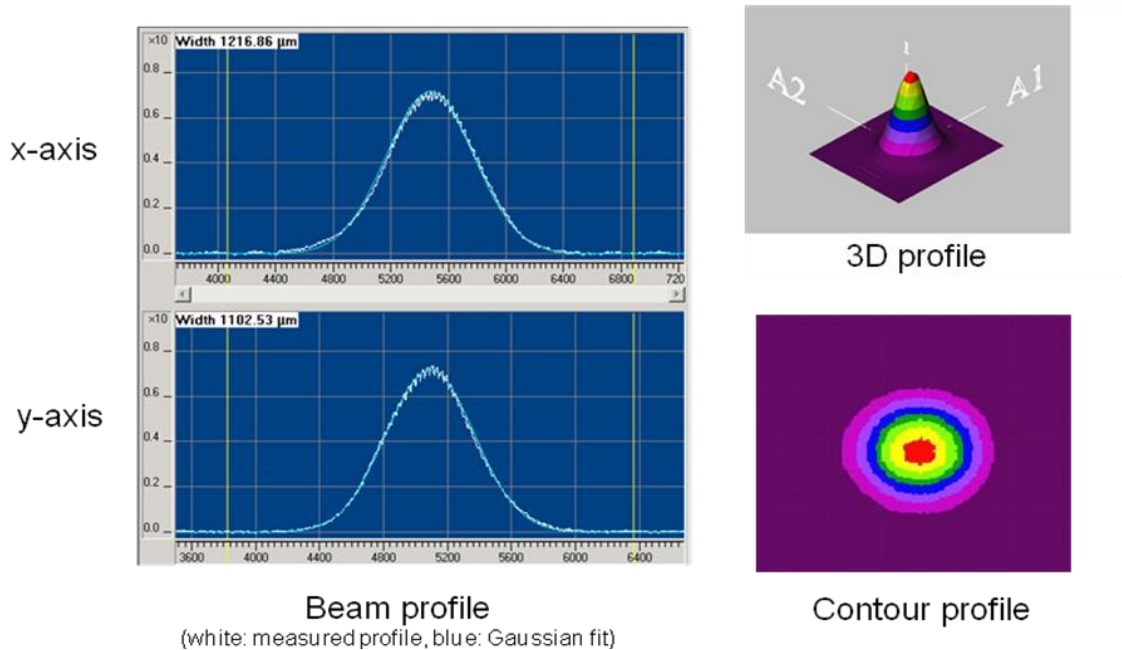 x-axis
×10
Width 1216.86 µm
0.8
0.6
0.4
0.2
0.0
4000 4400 4800 5200 5600 6000 6400 6800 720
y-axis
×10
Width 1102.53 µm
0.8
0.6
0.4
0.2
0.0
3600 4000 4400 4800 5200 5600 6000 6400
Beam profile
(white: measured profile, blue: Gaussian fit)
1
A2
A1
3D profile
Contour profile